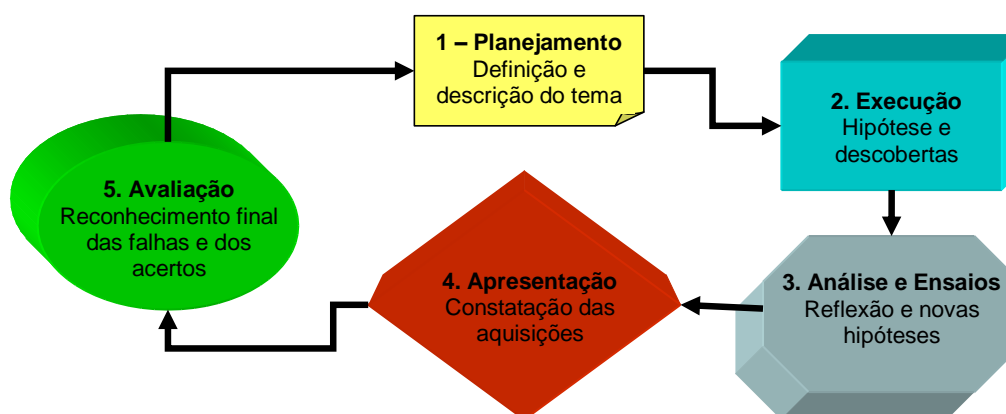 1 – Planejamento
Definição e
descrição do tema
2. Execução
Hipótese e
descobertas
3. Análise e Ensaios
Reflexão e novas
hipóteses
4. Apresentação
Constatação das
aquisições
5. Avaliação
Reconhecimento final
das falhas e dos
acertos